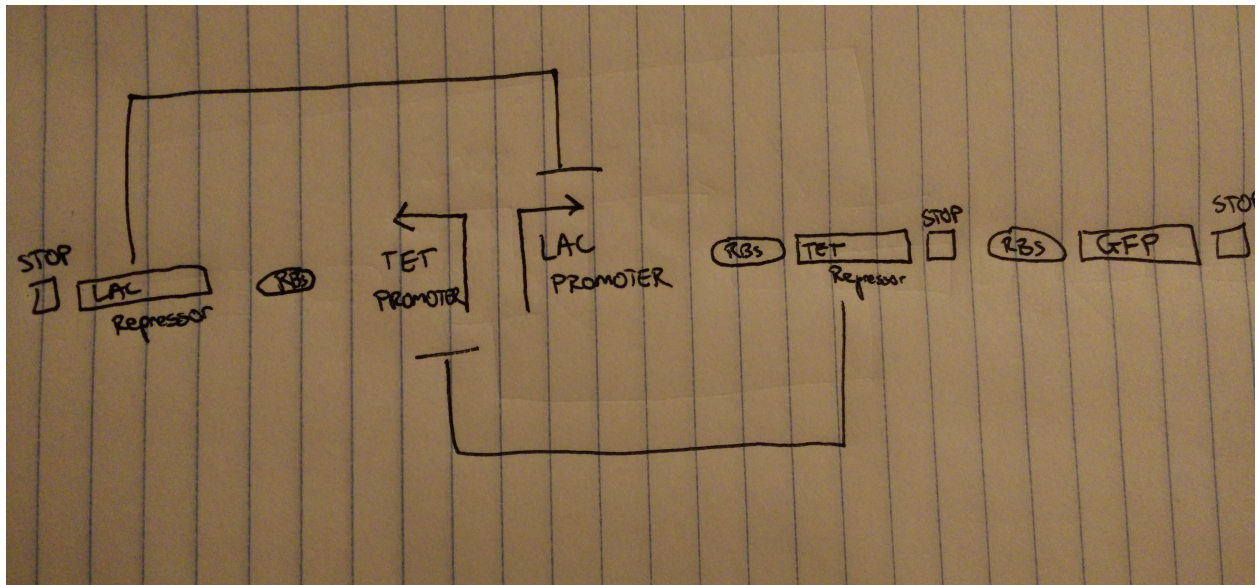 STOP
LAC
Repressor
RBS
TET
PROMOTER
LAC
PROMOTER
RBS
TET
Repressor
STOP
RBS
GFP
STOP